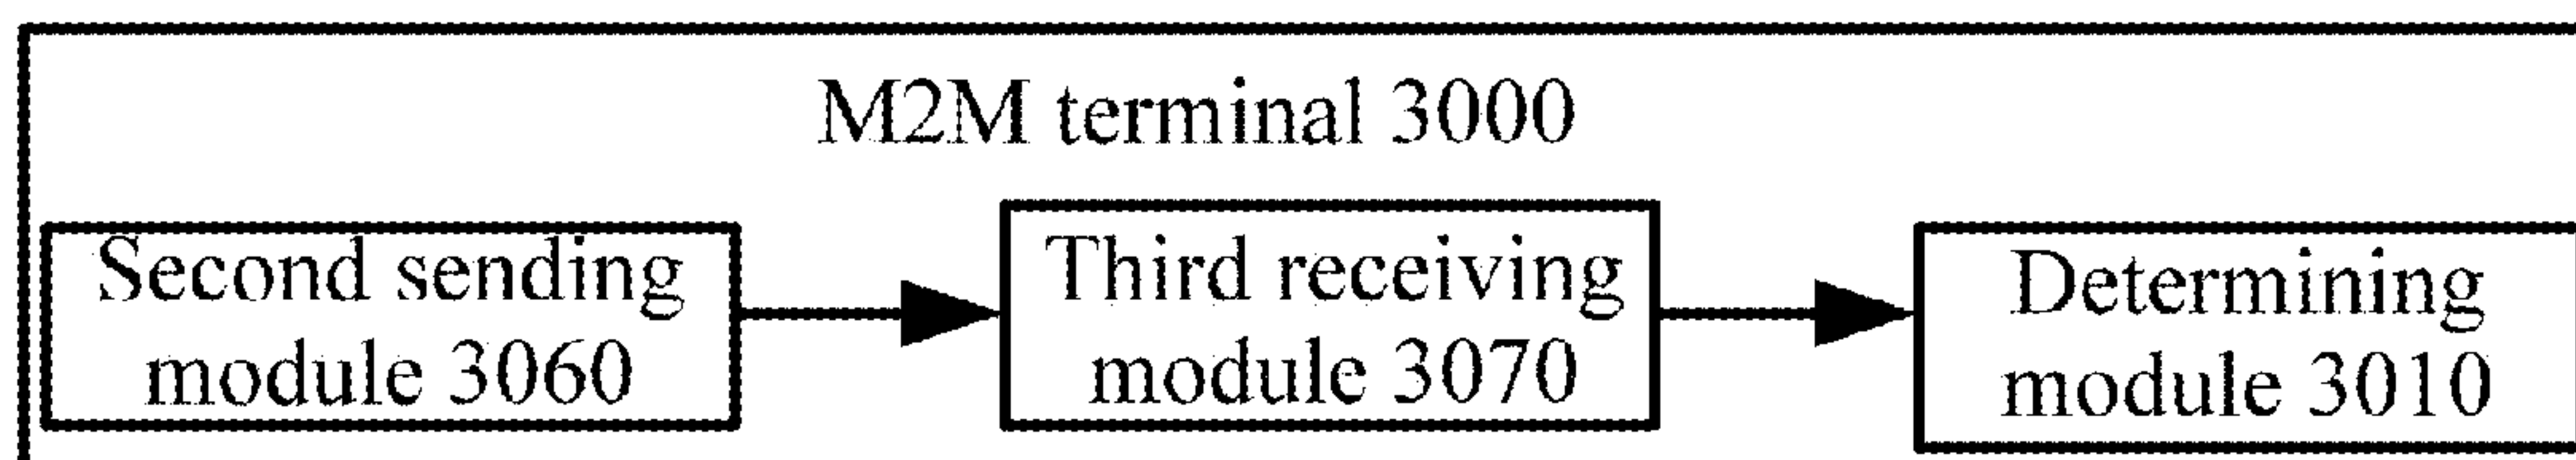 M2M terminal 3000
Second sending
module 3060
Third receiving
module 3070
Determining
module 3010